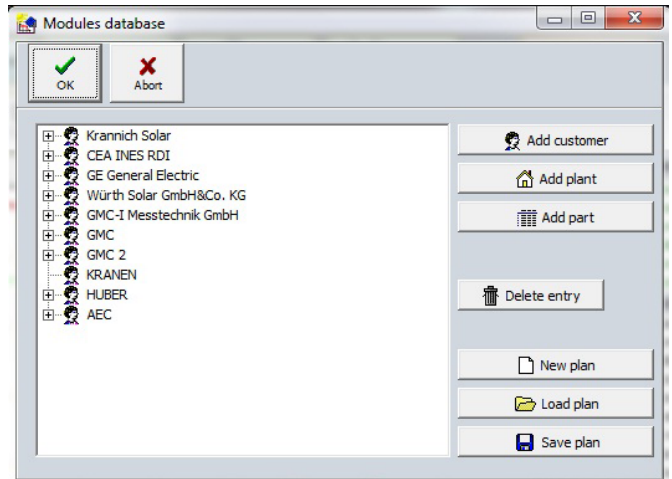 Modules database
OK
Abort
Krannich Solar
CEA INES RDI
GE General Electric
Würth Solar GmbH&Co. KG
GMC-I Messtechnik GmbH
GMC
GMC 2
KRANEN
HUBER
AEC
Add customer
Add plant
Add part
Delete entry
New plan
Load plan
Save plan